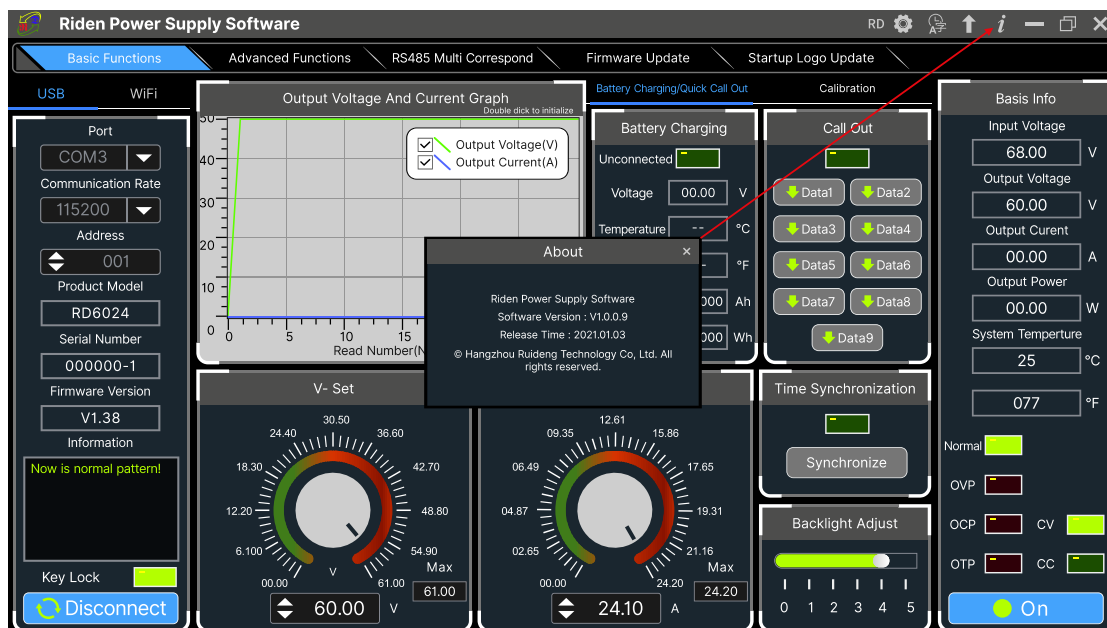 Riden Power Supply Software
RD
Basic Functions
Advanced Functions
RS485 Multi Correspond
Firmware Update
Startup Logo Update
USB
WiFi
Port
COM3
Communication Rate
115200
Address
001
Product Model
RD6024
Serial Number
000000-1
Firmware Version
V1.38
Information
Now is normal pattern!
Key Lock
Disconnect
Output Voltage And Current Graph
Double dick to initialize
Output Voltage(V)
Output Current(A)
50
40
30
20
10
0
0 5 10 15
Read Number(N
Battery Charging/Quick Call Out
Calibration
Battery Charging
Unconnected
Voltage 00.00 V
Temperature -- °C
- °F
000 Ah
000 Wh
Call Out
Data1 Data2
Data3 Data4
Data5 Data6
Data7 Data8
Data9
About
Riden Power Supply Software
Software Version : V1.0.0.9
Release Time : 2021.01.03
© Hangzhou Ruideng Technology Co, Ltd. All
rights reserved.
V- Set
30.50
24.40 36.60
18.30 42.70
12.20 48.80
6.100 54.90
00.00 V 61.00
Max
61.00
60.00 V
12.61
09.35 15.86
06.49 17.65
04.87 19.31
02.65 21.16
00.00 24.20
Max
24.20
24.10 A
Time Synchronization
Synchronize
Backlight Adjust
0 1 2 3 4 5
Basis Info
Input Voltage
68.00 V
Output Voltage
60.00 V
Output Curent
00.00 A
Output Power
00.00 W
System Temperture
25 °C
077 °F
Normal
OVP
OCP CV
OTP CC
On